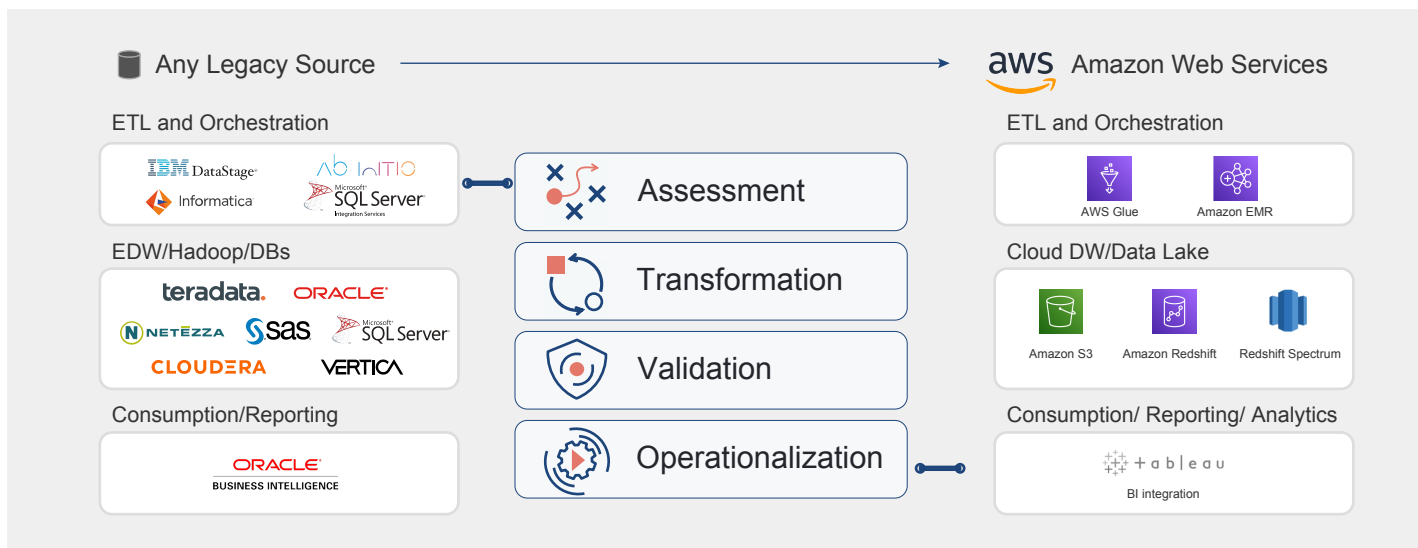 Any Legacy Source
aws Amazon Web Services
ETL and Orchestration
IBM DataStage®
Ab InITIO
Informatica
Microsoft®
SQL Server®
Integration Services
EDW/Hadoop/DBs
teradata.
ORACLE®
N NETEZZA
sas
Microsoft®
SQL Server®
CLOUDERA
VERTICA
Consumption/Reporting
ORACLE®
BUSINESS INTELLIGENCE
Assessment
Transformation
Validation
Operationalization
ETL and Orchestration
AWS Glue
Amazon EMR
Cloud DW/Data Lake
Amazon S3
Amazon Redshift
Redshift Spectrum
Consumption/ Reporting/ Analytics
+ a b l e a u
BI integration